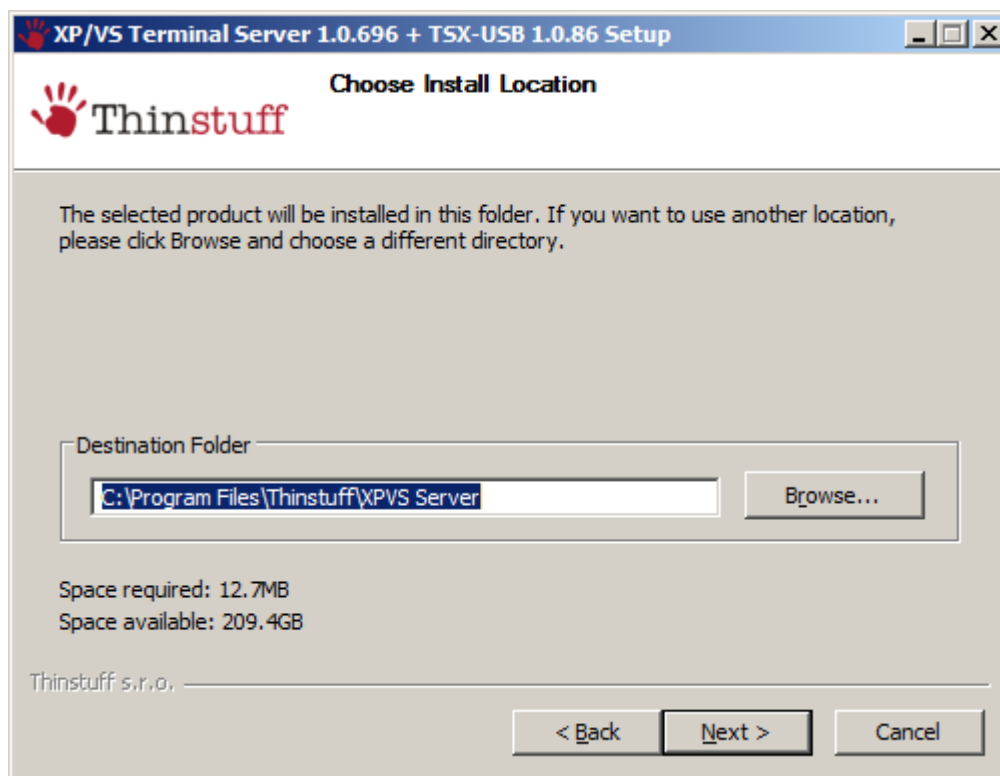 XP/VS Terminal Server 1.0.696 + TSX-USB 1.0.86 Setup
Choose Install Location
Thinstuff
The selected product will be installed in this folder. If you want to use another location,
please click Browse and choose a different directory.
Destination Folder
C:\Program Files\Thinstuff\XPVS Server
Browse...
Space required: 12.7MB
Space available: 209.4GB
Thinstuff s.r.o.
< Back Next > Cancel